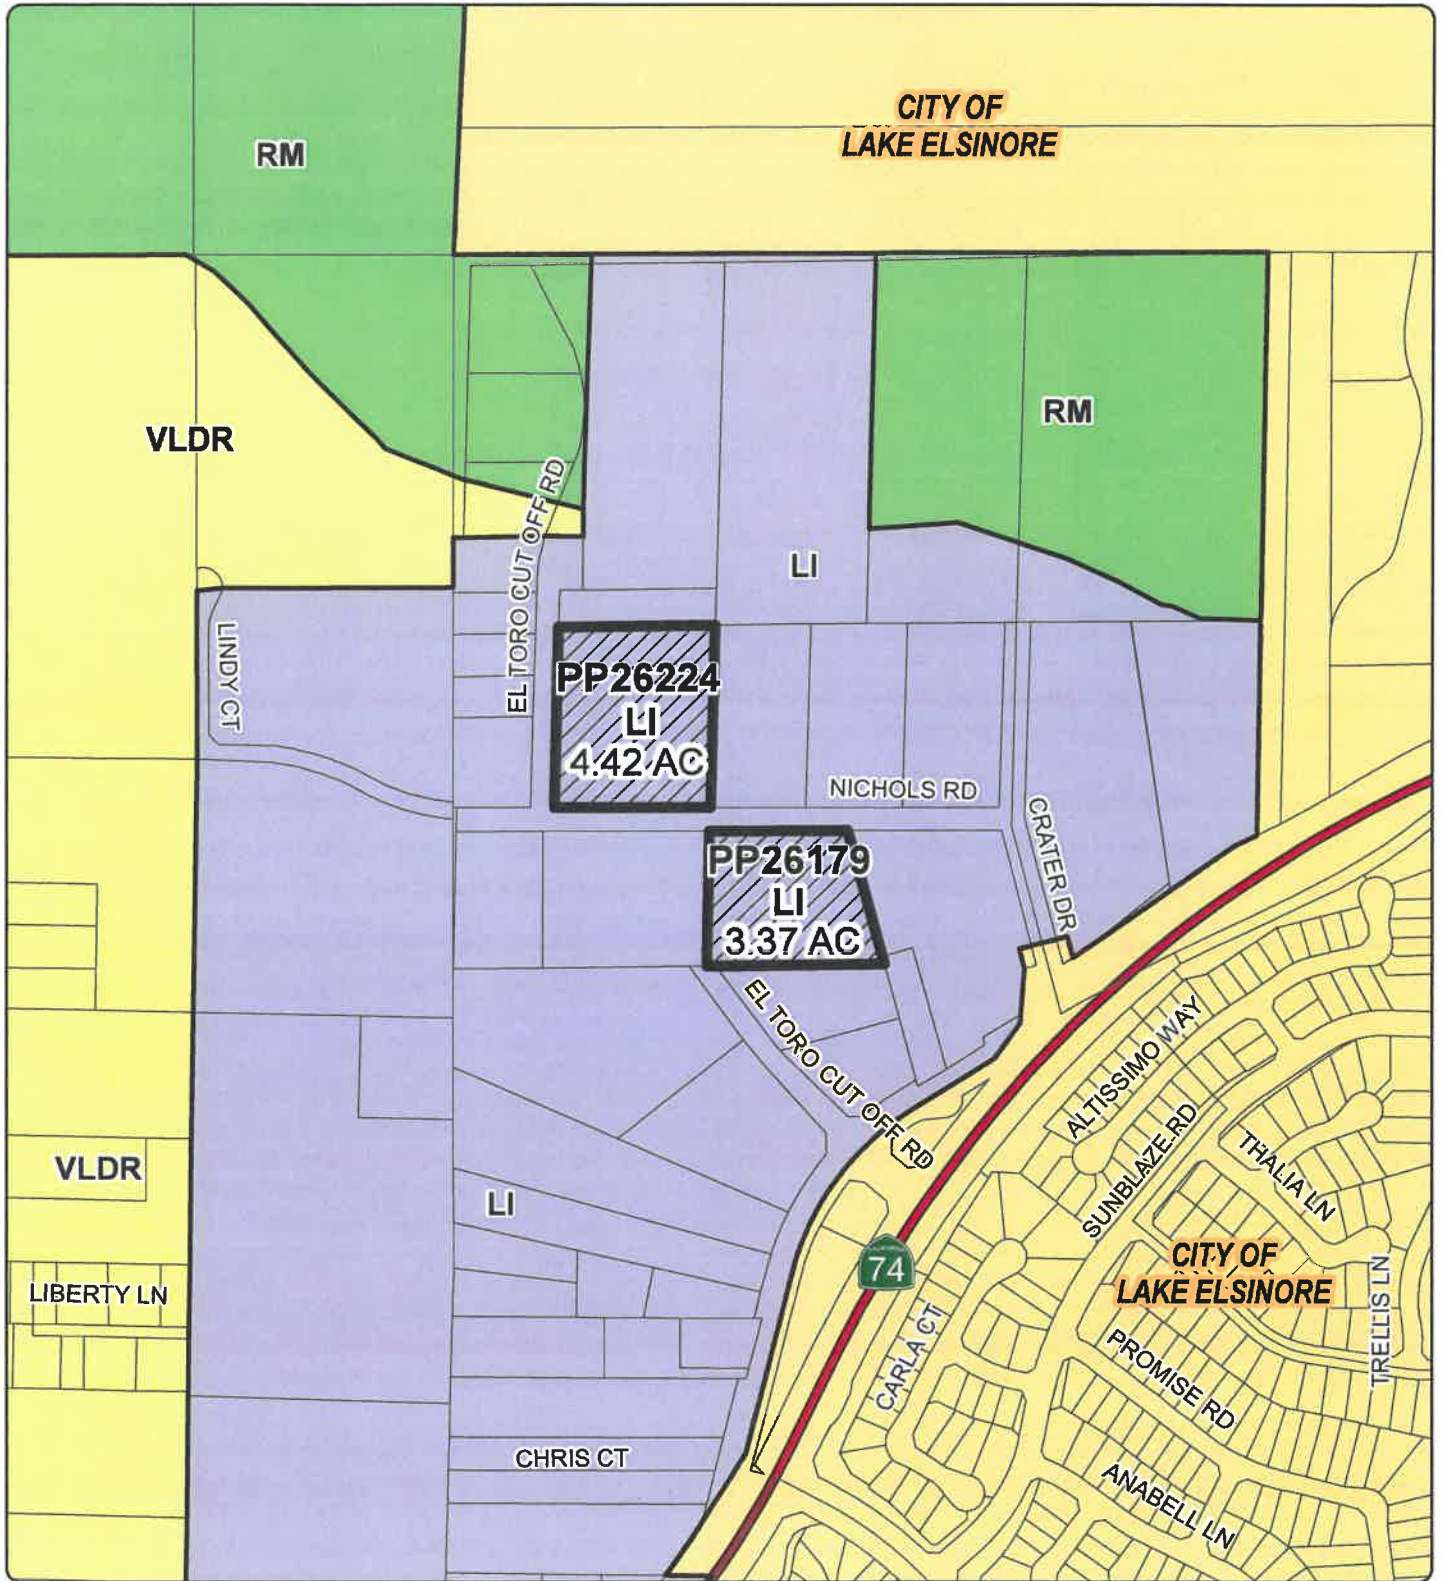 CITY OF
LAKE ELSINORE
RM
RM
VLDR
EL TORO CUT OFF RD
LI
LINDY CT
PP26224
LI
4.42 AC
NICHOLS RD
CRATER DR
PP26179
LI
3.37 AC
EL TORO CUT OFF RD
ALTISSIMO WAY
SUNBLAZE RD
THALIA LN
VLDR
LI
CITY OF
LAKE ELSINORE
74
TRELLIS LN
LIBERTY LN
CARLA CT
PROMISE RD
CHRIS CT
ANABELL LN